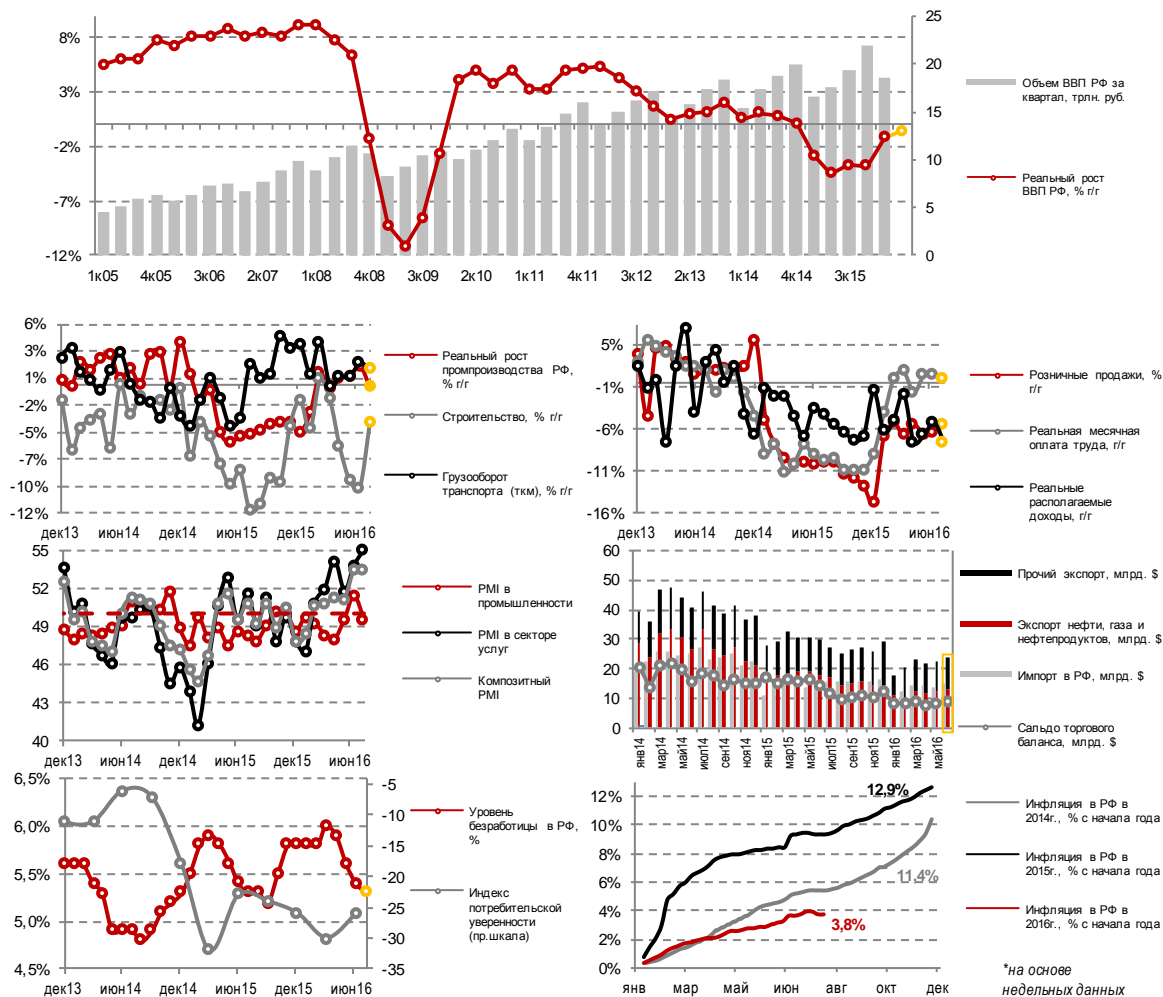 8%
3%
-2%
-7%
-12%
25
20
15
10
5
0
1к05 4к05 3к06 2к07 1к08 4к08 3к09 2к10 1к11 4к11 3к12 2к13 1к14 4к14 3к15
Объем ВВП РФ за
квартал, трлн. руб.
Реальный рост
ВВП РФ, % г/г
6%
3%
1%
-2%
-5%
-7%
-10%
-12%
дек13 июн14 дек14 июн15 дек15 июн16
Реальный рост
промпроизводства РФ,
% г/г
Строительство, % г/г
Грузооборот
транспорта (ткм), % г/г
5%
-1%
-6%
-11%
-16%
дек13 июн14 дек14 июн15 дек15 июн16
Розничные продажи, %
г/г
Реальная месячная
оплата труда, г/г
Реальные
располагаемые
доходы, г/г
55
52
49
46
43
40
дек13 июн14 дек14 июн15 дек15 июн16
PMI в
промышленности
PMI в секторе
услуг
Композитный
PMI
60
50
40
30
20
10
0
янв14 мар14 май14 июл14 сен14 ноя14 янв15 мар15 май15 июл15 сен15 ноя15 янв16 мар16 май16
Прочий экспорт, млрд. $
Экспорт нефти, газа и
нефтепродуктов, млрд. $
Импорт в РФ, млрд. $
Сальдо торгового
баланса, млрд. $
6,5%
6,0%
5,5%
5,0%
4,5%
-5
-10
-15
-20
-25
-30
-35
дек13 июн14 дек14 июн15 дек15 июн16
Уровень
безработицы в РФ,
%
Индекс
потребительской
уверенности
(пр.шкала)
12%
10%
8%
6%
4%
2%
0%
12,9%
11,4%
3,8%
янв мар май июн авг окт дек
Инфляция в РФ в
2014г., % с начала года
Инфляция в РФ в
2015г., % с начала года
Инфляция в РФ в
2016г., % с начала года
*на основе
недельных данных